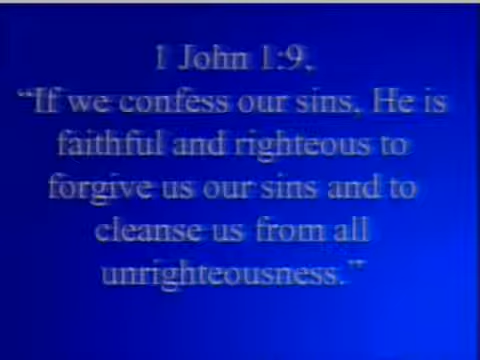 1 John 1:9,
“If we confess our sins, He is
faithful and righteous to
forgive us our sins and to
cleanse us from all
unrighteousness.”